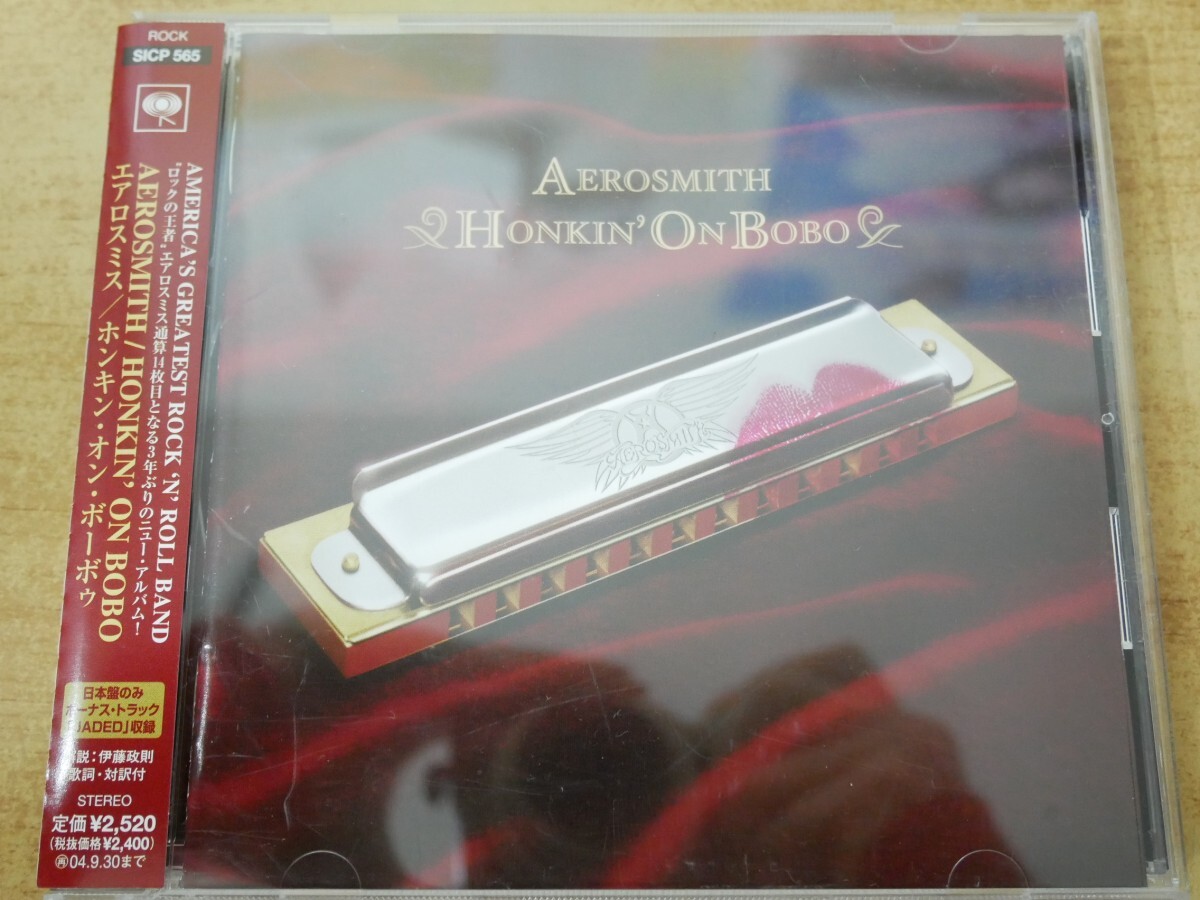 ROCK
SICP 565
AMERICA'S GREATEST ROCK 'N' ROLL BAND
"ロックの王者"エアロスミス通算14枚目となる3年ぶりのニュー・アルバム!
AEROSMITH / HONKIN' ON BOBO
エアロスミス/ホンキン・オン・ボーボゥ
日本盤のみ
ボーナス・トラック
「JADED」収録
解説:伊藤政則
歌詞・対訳付
STEREO
定価¥2,520
(税抜価格¥2,400)
再04.9.30まで
AEROSMITH
HONKIN' ON BOBO
AEROSMITH